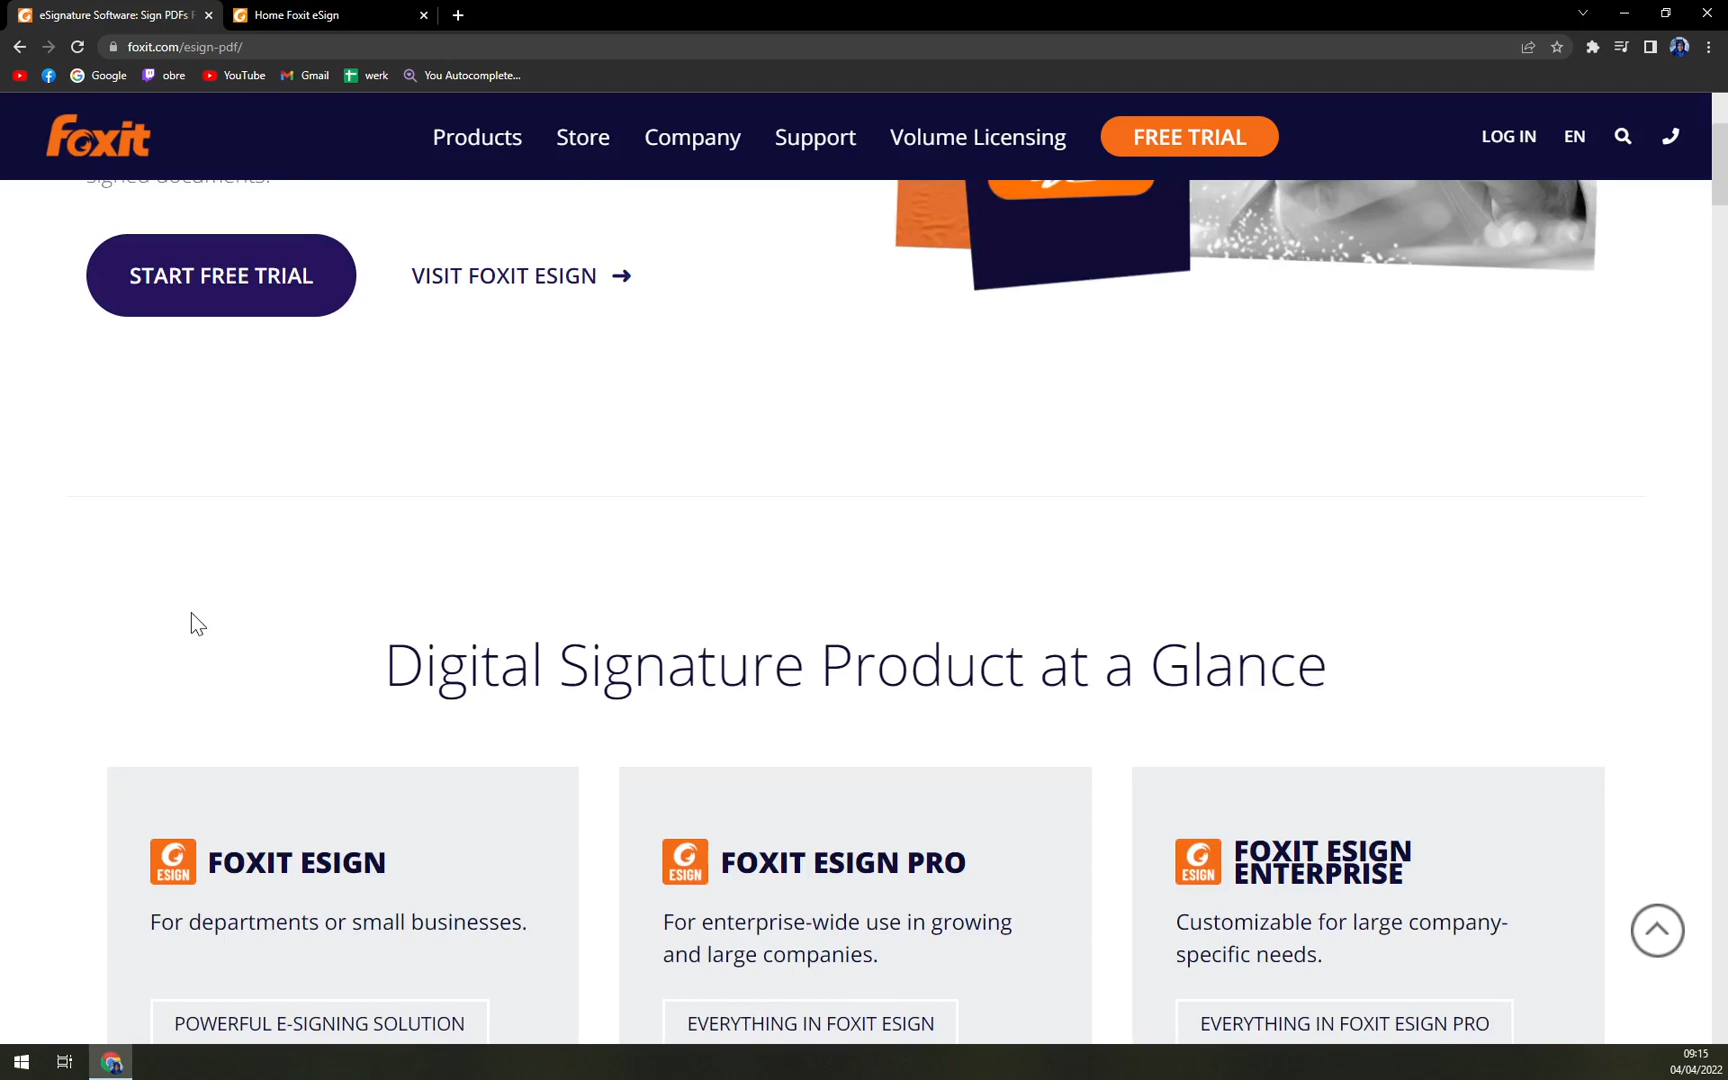 eSignature Software: Sign PDFs F
Home Foxit eSign
foxit.com/esign-pdf/
Google
obre
YouTube
Gmail
werk
You Autocomplete...
foxit
Products
Store
Company
Support
Volume Licensing
FREE TRIAL
LOG IN
EN
signed documents.
START FREE TRIAL
VISIT FOXIT ESIGN →
Digital Signature Product at a Glance
ESIGN
FOXIT ESIGN
For departments or small businesses.
POWERFUL E-SIGNING SOLUTION
ESIGN
FOXIT ESIGN PRO
For enterprise-wide use in growing
and large companies.
EVERYTHING IN FOXIT ESIGN
ESIGN
FOXIT ESIGN
ENTERPRISE
Customizable for large company-
specific needs.
EVERYTHING IN FOXIT ESIGN PRO
09:15
04/04/2022